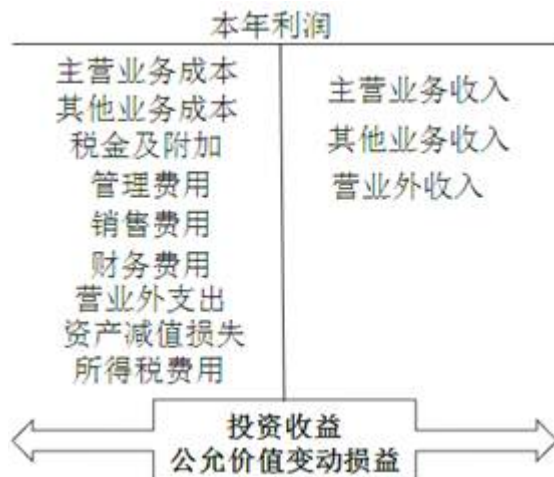 本年利润
主营业务成本
其他业务成本
税金及附加
管理费用
销售费用
财务费用
营业外支出
资产减值损失
所得税费用
主营业务收入
其他业务收入
营业外收入
投资收益
公允价值变动损益